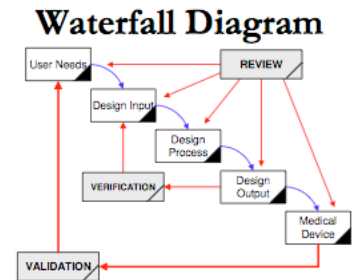 Waterfall Diagram
User Needs
REVIEW
Design Input
Design
Process
VERIFICATION
Design
Output
Medical
Device
VALIDATION